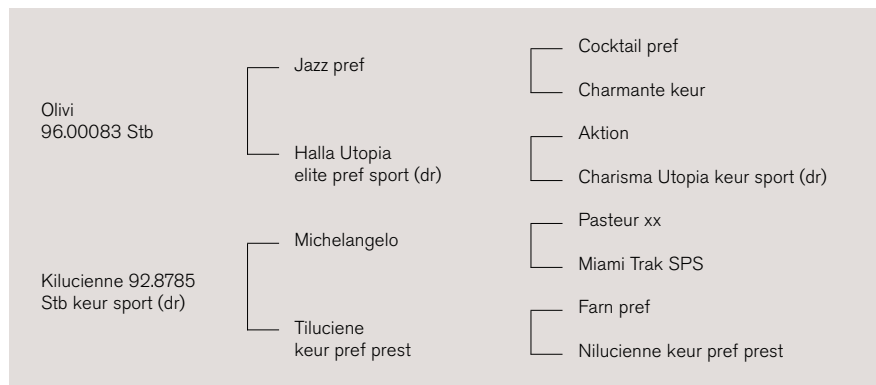 Olivi
96.00083 Stb
Jazz pref
Cocktail pref
Charmante keur
Halla Utopia
elite pref sport (dr)
Aktion
Charisma Utopia keur sport (dr)
Kilucienne 92.8785
Stb keur sport (dr)
Michelangelo
Pasteur xx
Miami Trak SPS
Tiluciene
keur pref prest
Farn pref
Nilucienne keur pref prest